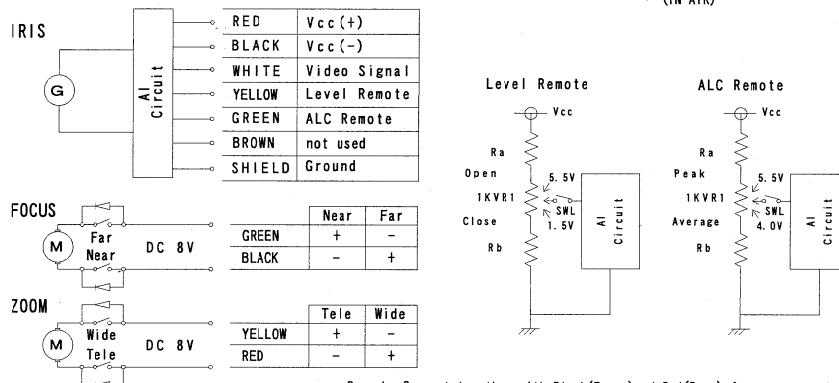 (IN AIR)
IRIS
G
AI Circuit
RED Vcc(+)
BLACK Vcc(-)
WHITE Video Signal
YELLOW Level Remote
GREEN ALC Remote
BROWN not used
SHIELD Ground
FOCUS
M
Far
Near
DC 8V
Near Far
GREEN + -
BLACK - +
ZOOM
M
Wide
Tele
DC 8V
Tele Wide
YELLOW + -
RED - +
Level Remote
Vcc
Ra
Open
5.5V
1KVR1
SWL
Close
1.5V
Rb
AI Circuit
ALC Remote
Vcc
Ra
Peak
5.5V
1KVR1
SWL
Average
4.0V
Rb
AI Circuit